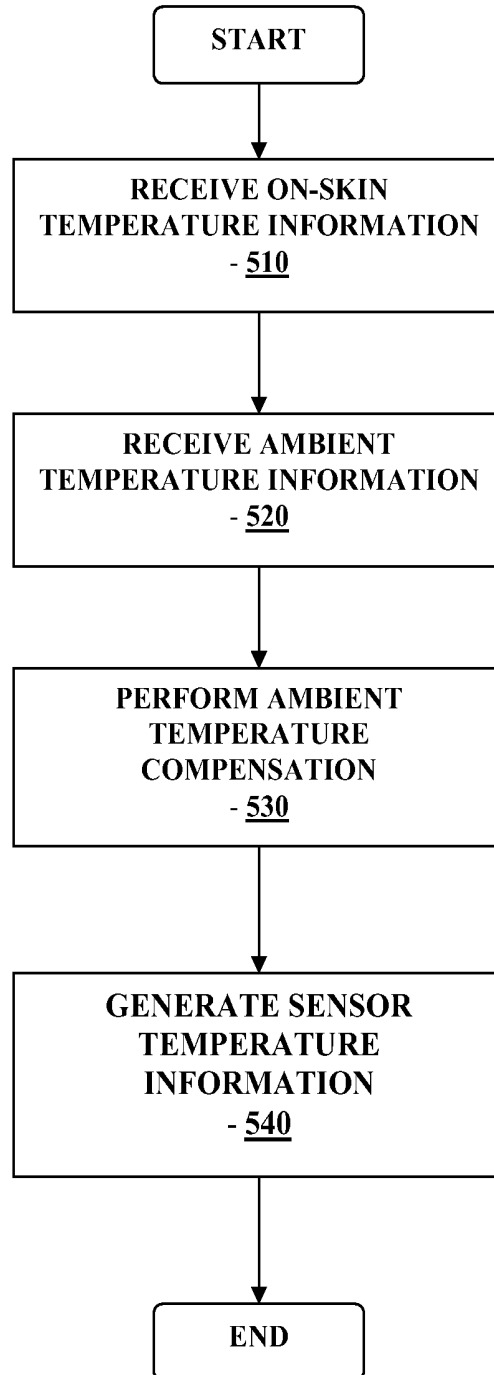 START
RECEIVE ON-SKIN
TEMPERATURE INFORMATION
- 510
RECEIVE AMBIENT
TEMPERATURE INFORMATION
- 520
PERFORM AMBIENT
TEMPERATURE
COMPENSATION
- 530
GENERATE SENSOR
TEMPERATURE
INFORMATION
- 540
END